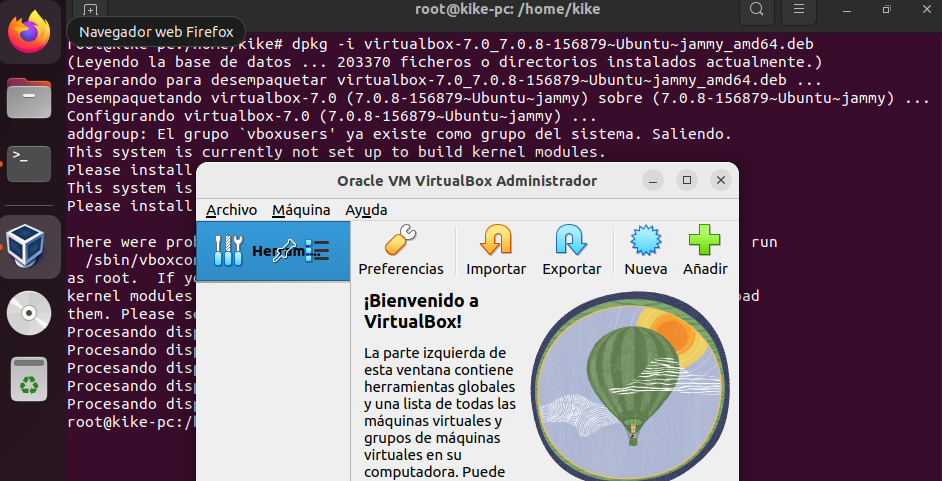 root@kike-pc: /home/kike
Navegador web Firefox
root@kike-pc:/home/kike# dpkg -i virtualbox-7.0_7.0.8-156879~Ubuntu~jammy_amd64.deb
(Leyendo la base de datos ... 203370 ficheros o directorios instalados actualmente.)
Preparando para desempaquetar virtualbox-7.0_7.0.8-156879~Ubuntu~jammy_amd64.deb ...
Desempaquetando virtualbox-7.0 (7.0.8-156879~Ubuntu~jammy) sobre (7.0.8-156879~Ubuntu~jammy) ...
Configurando virtualbox-7.0 (7.0.8-156879~Ubuntu~jammy) ...
addgroup: El grupo `vboxusers' ya existe como grupo del sistema. Saliendo.
This system is currently not set up to build kernel modules.
Please install
This system is
Please install
There were pro run
/sbin/vboxcon
as root. If yo
kernel modules ad
them. Please se
Procesando disp
Procesando disp
Procesando disp
Procesando disp
Procesando disp
root@kike-pc:/
Oracle VM VirtualBox Administrador
Archivo Máquina Ayuda
Herram...
Preferencias Importar Exportar Nueva Añadir
¡Bienvenido a
VirtualBox!
La parte izquierda de
esta ventana contiene
herramientas globales
y una lista de todas las
máquinas virtuales y
grupos de máquinas
virtuales en su
computadora. Puede